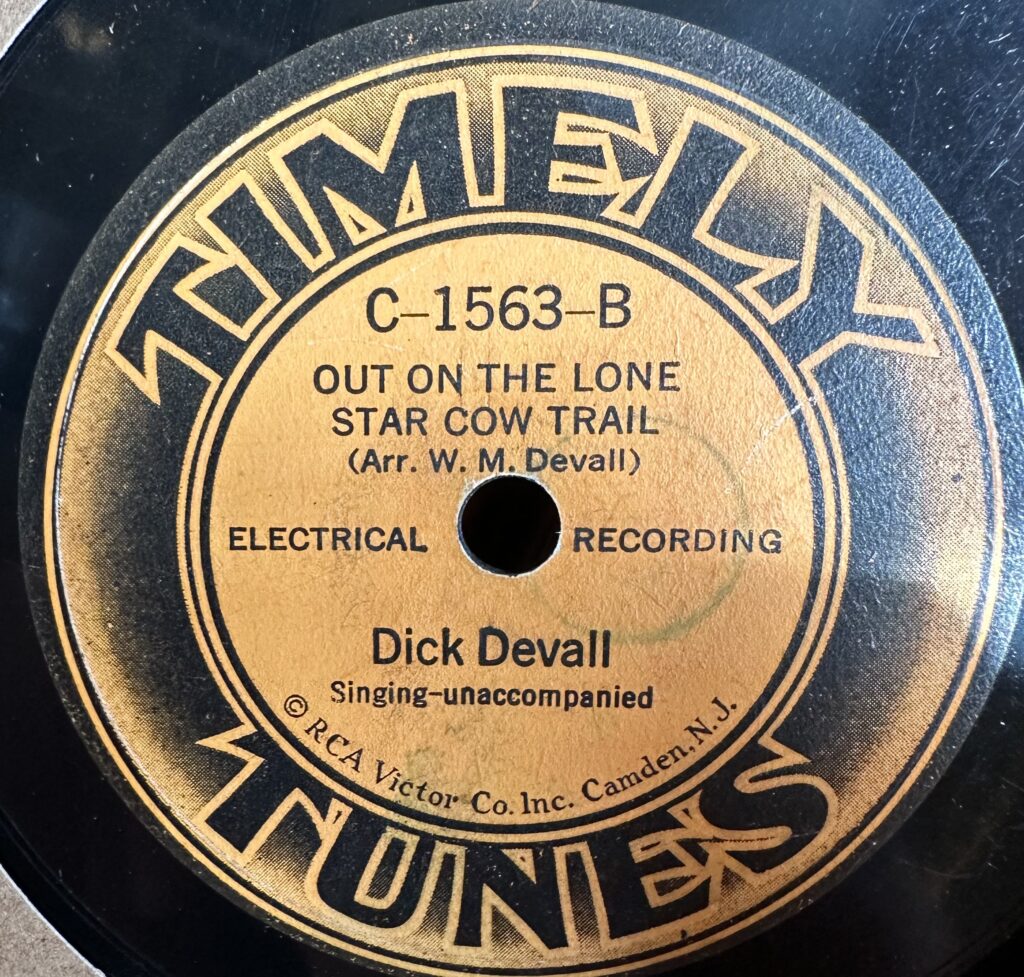 TIMELY
C–1563–B
OUT ON THE LONE
STAR COW TRAIL
(Arr. W. M. Devall)
ELECTRICAL RECORDING
Dick Devall
Singing–unaccompanied
© RCA Victor Co. Inc. Camden, N.J.
TUNES